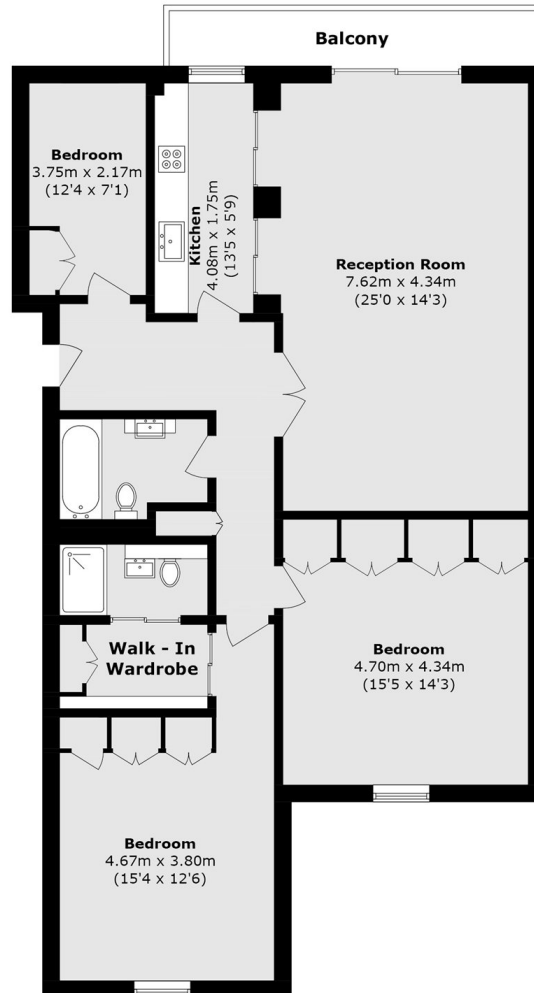 Balcony
Bedroom
3.75m x 2.17m
(12'4 x 7'1)
Kitchen
4.08m x 1.75m
(13'5 x 5'9)
Reception Room
7.62m x 4.34m
(25'0 x 14'3)
Walk - In
Wardrobe
Bedroom
4.70m x 4.34m
(15'5 x 14'3)
Bedroom
4.67m x 3.80m
(15'4 x 12'6)